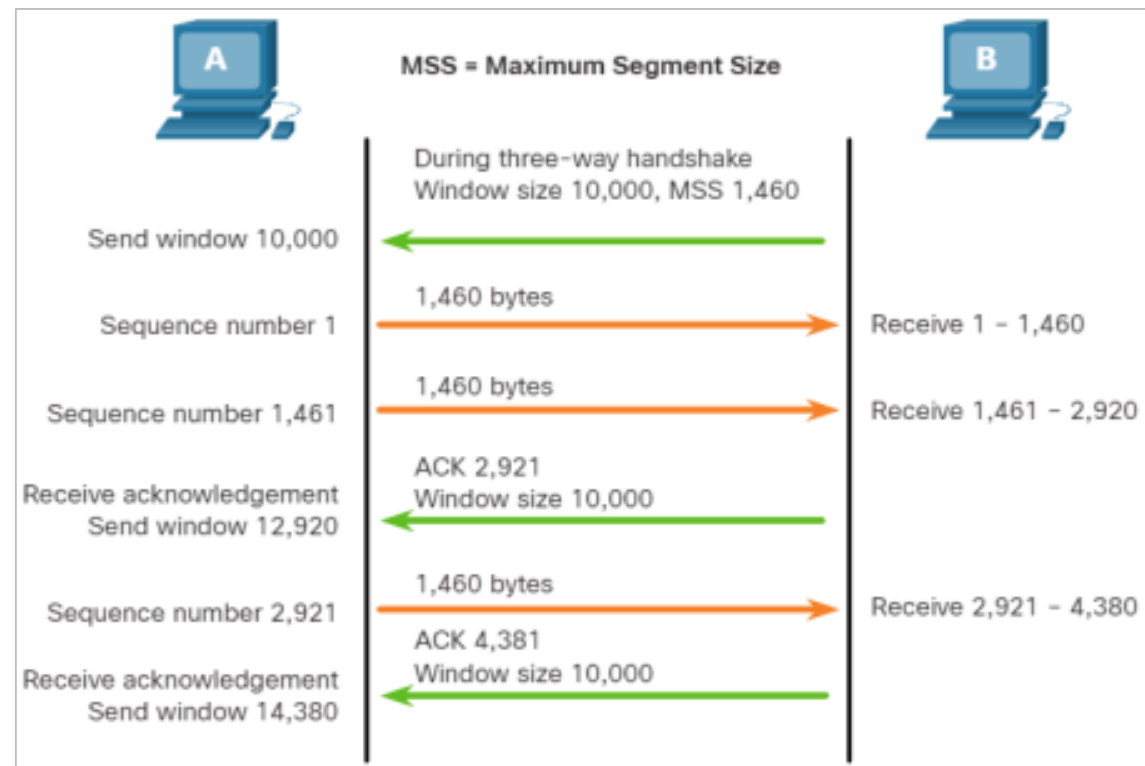 A
MSS = Maximum Segment Size
B
During three-way handshake
Window size 10,000, MSS 1,460
Send window 10,000
1,460 bytes
Sequence number 1
Receive 1 - 1,460
1,460 bytes
Sequence number 1,461
Receive 1,461 - 2,920
ACK 2,921
Window size 10,000
Receive acknowledgement
Send window 12,920
1,460 bytes
Sequence number 2,921
Receive 2,921 - 4,380
ACK 4,381
Window size 10,000
Receive acknowledgement
Send window 14,380